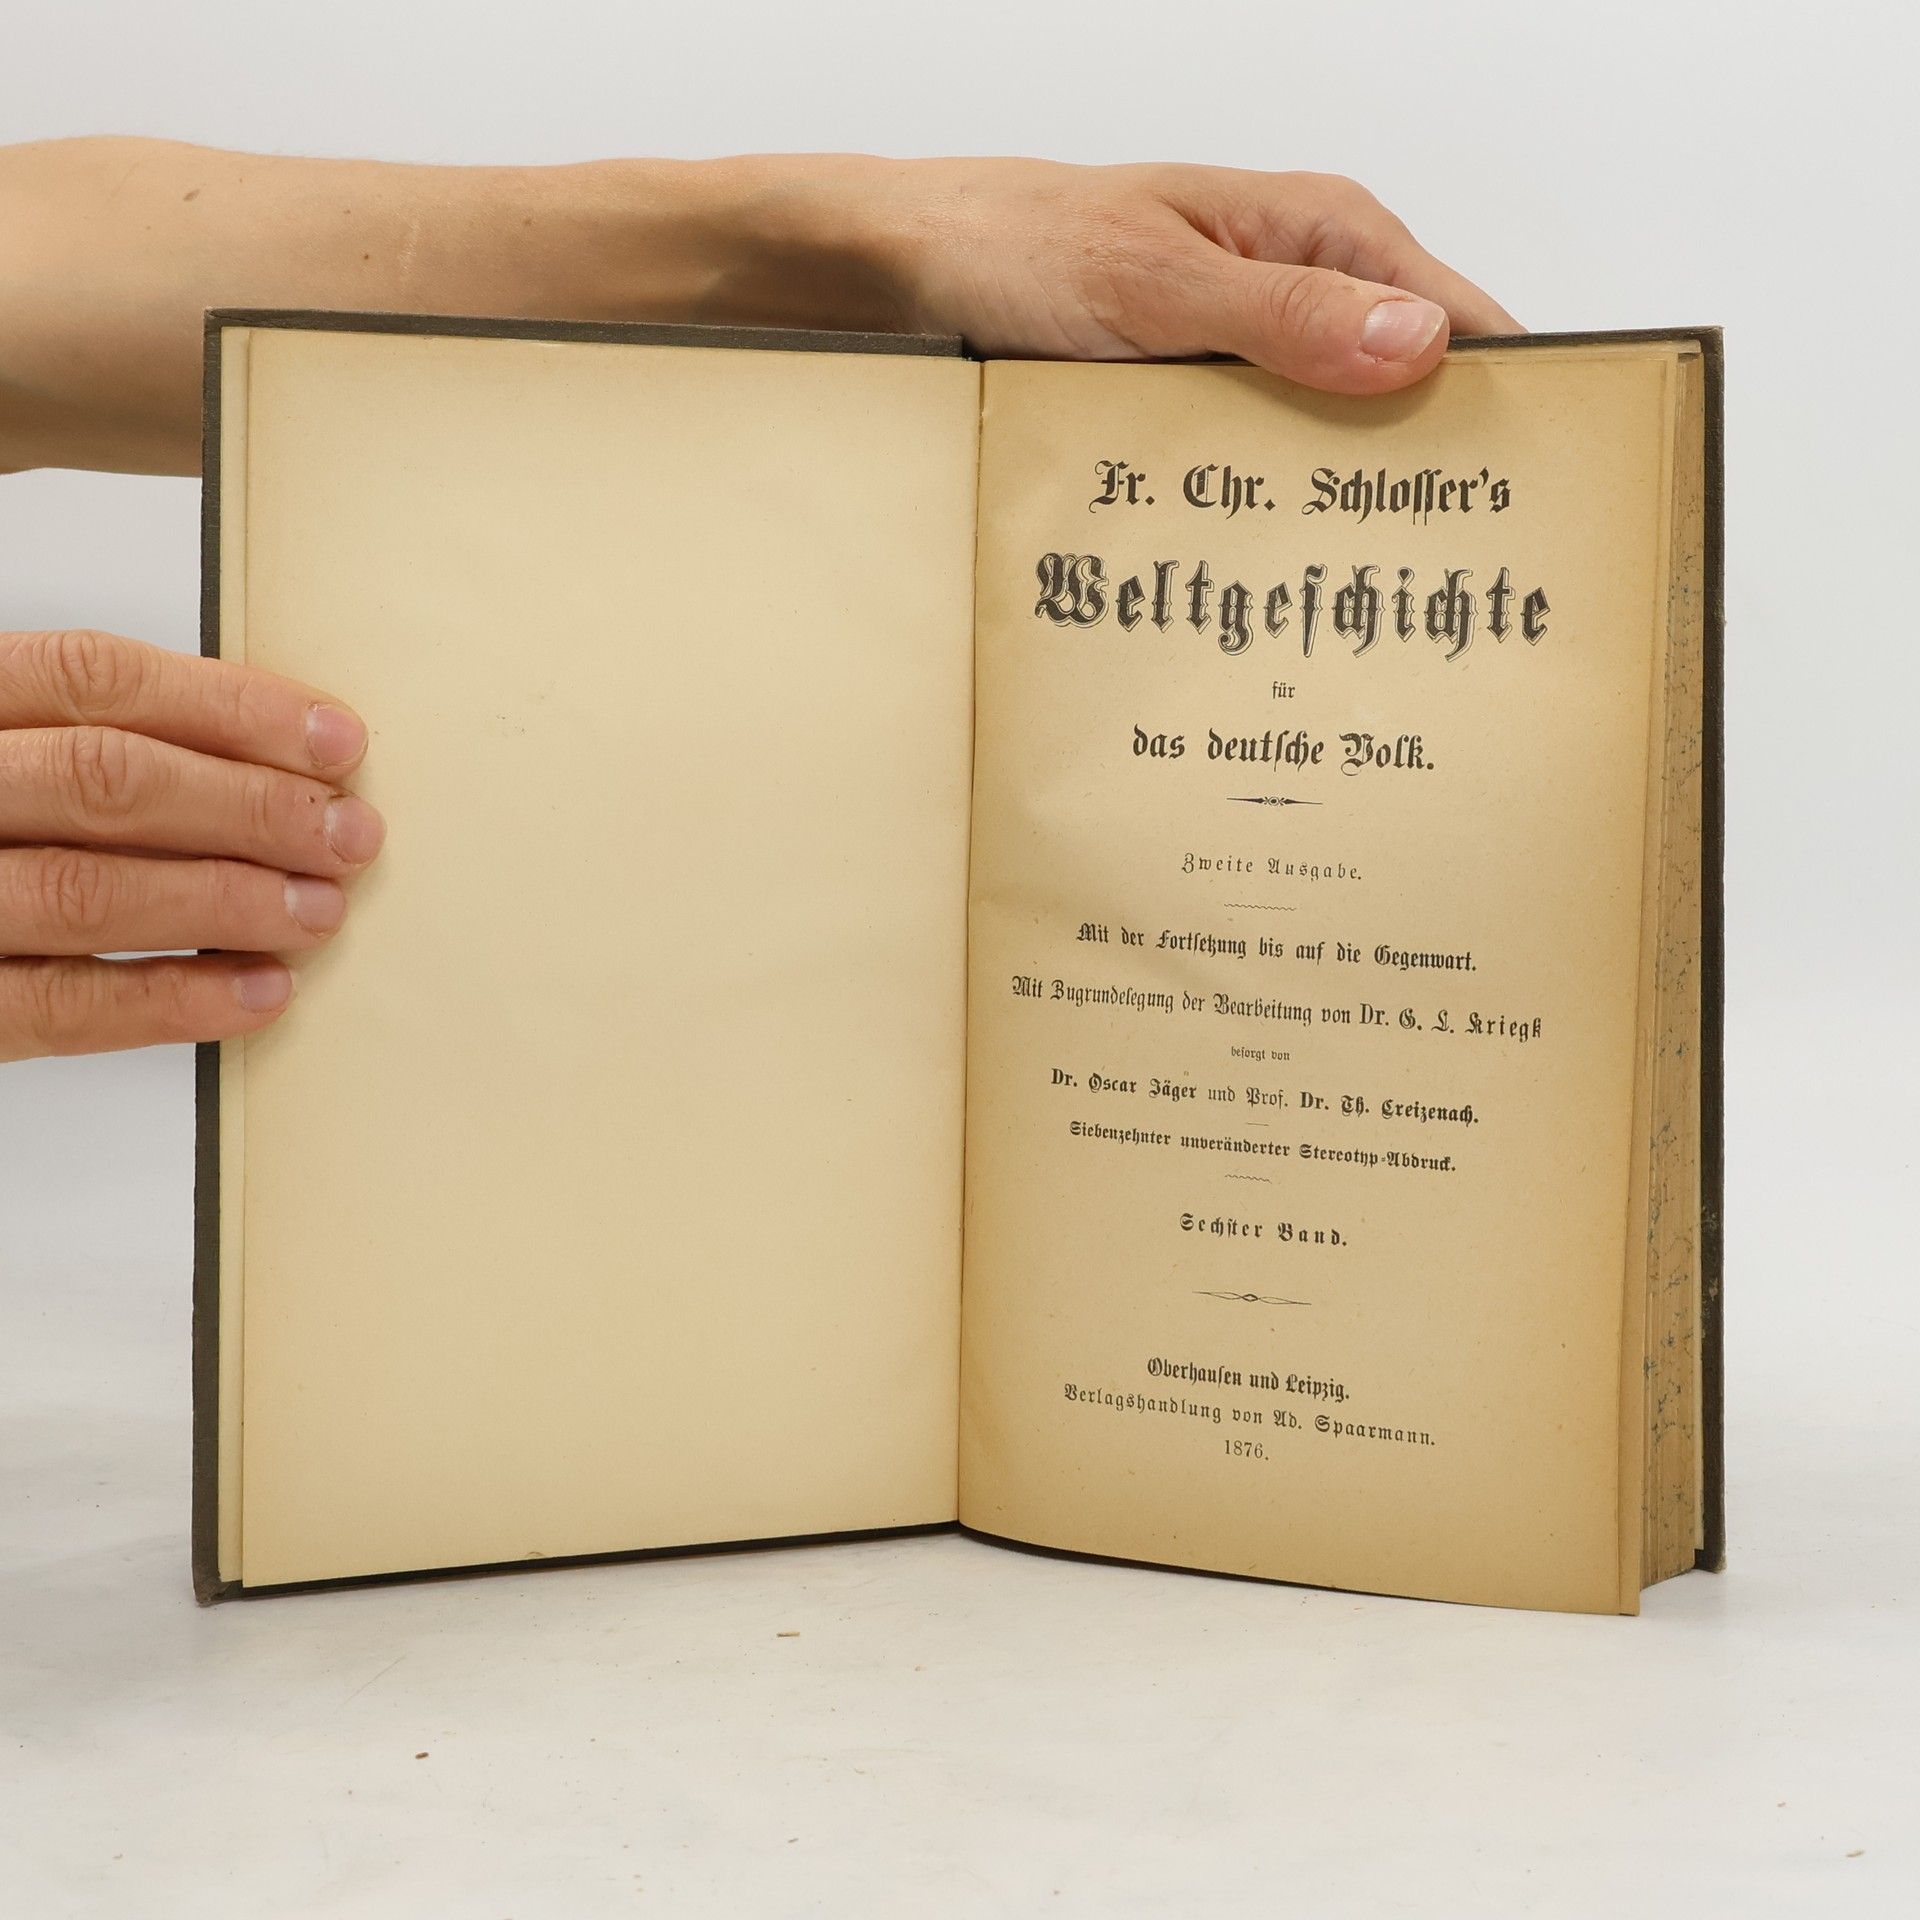 Fr. Chr. Schloſſer's
Weltgeſchichte
für
das deutſche Volk.
Zweite Ausgabe.
Mit der Fortſetzung bis auf die Gegenwart.
Mit Zugrundelegung der Bearbeitung von Dr. G. L. Kriegk
beſorgt von
Dr. Oscar Jäger und Prof. Dr. Th. Creizenach.
Siebenzehnter unveränderter Stereotyp-Abdruck.
Sechſter Band.
Oberhauſen und Leipzig.
Verlagshandlung von Ad. Spaarmann.
1876.